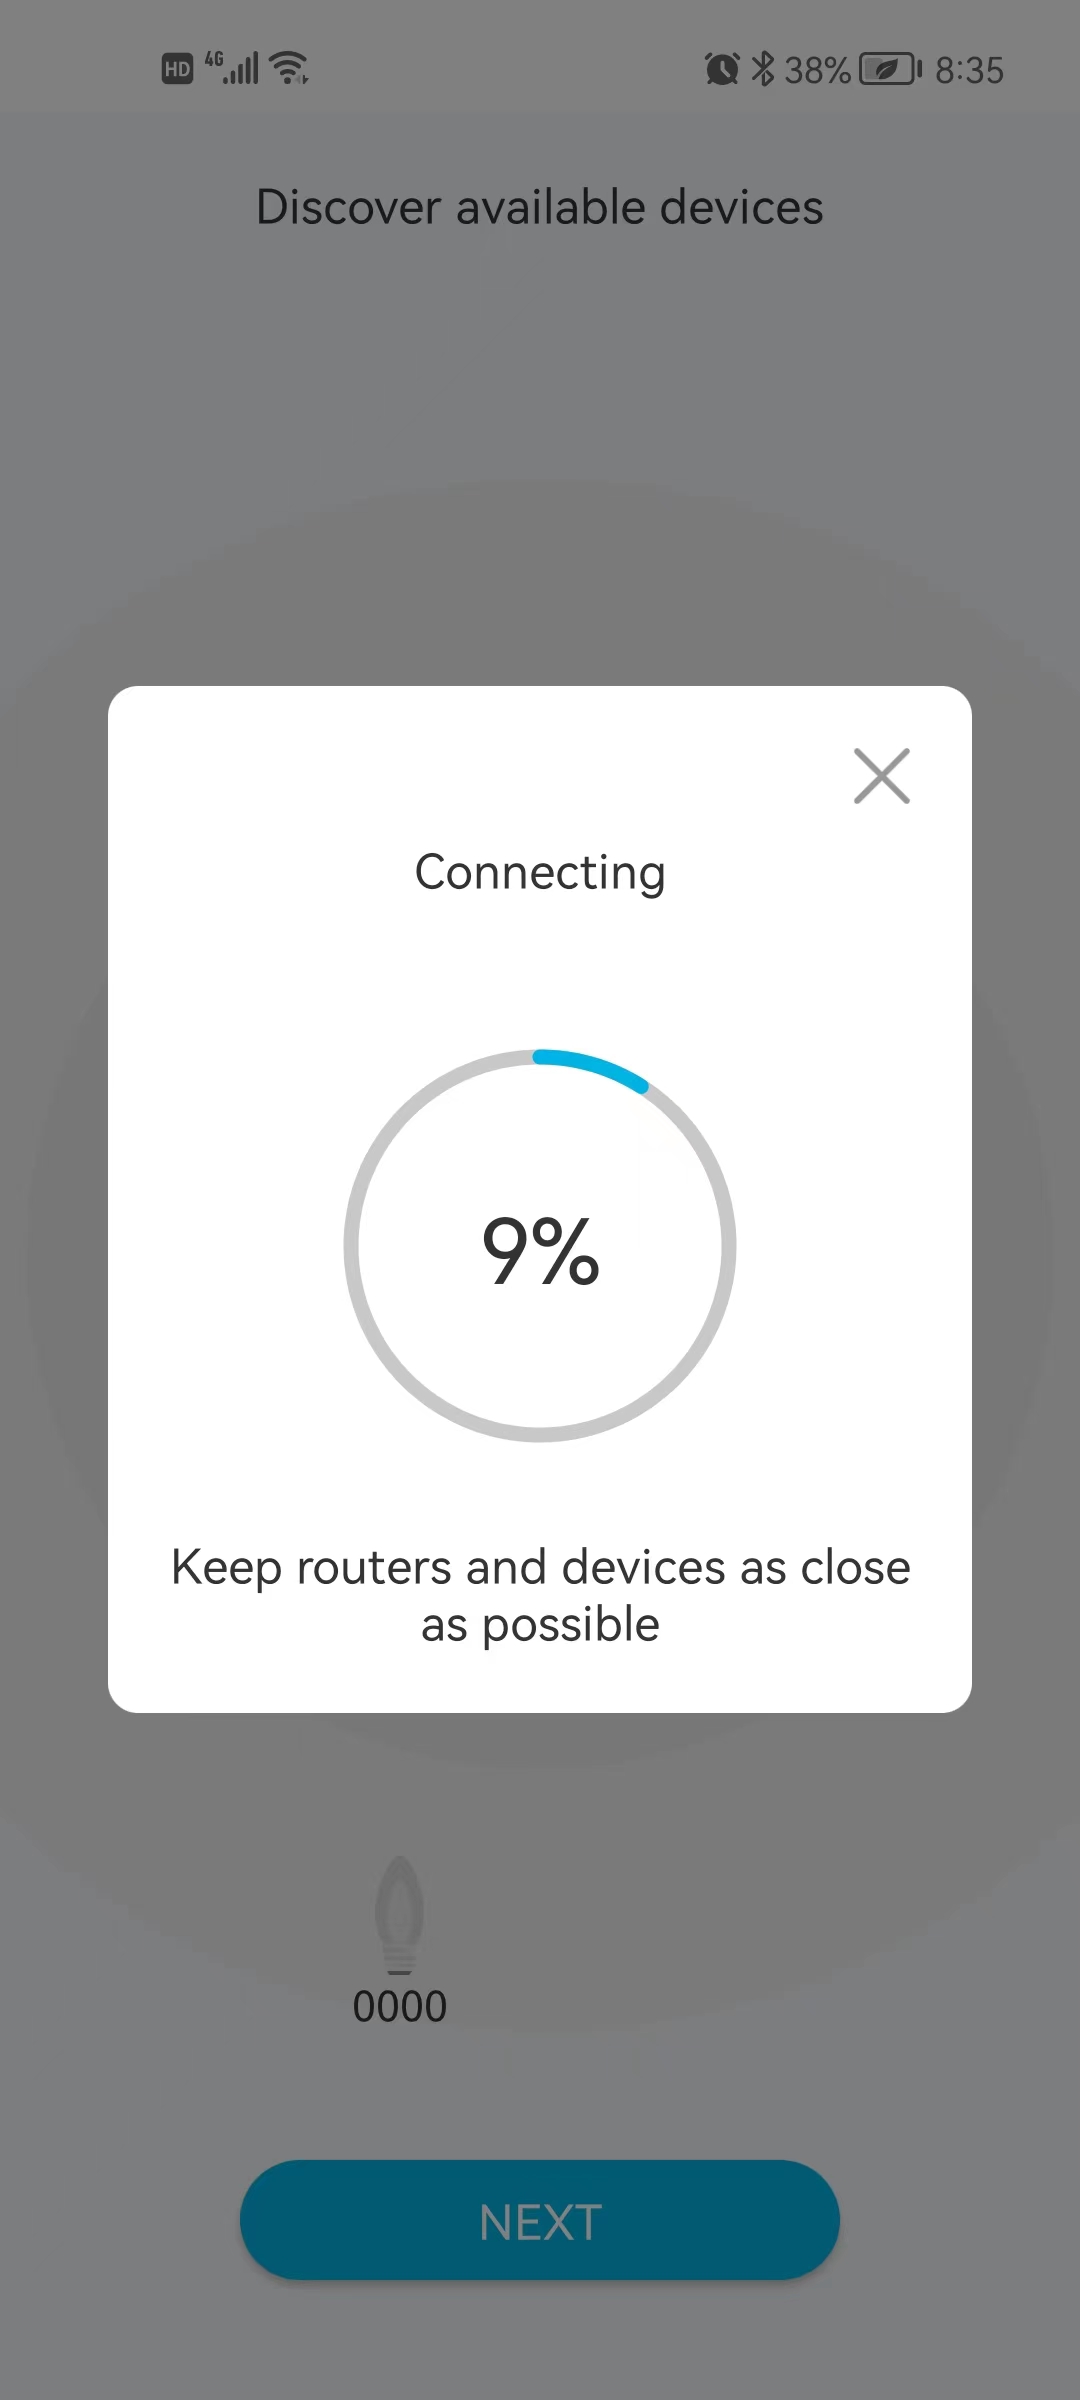 HD 4G 38% 8:35
Discover available devices
Connecting
9%
Keep routers and devices as close
as possible
0000
NEXT